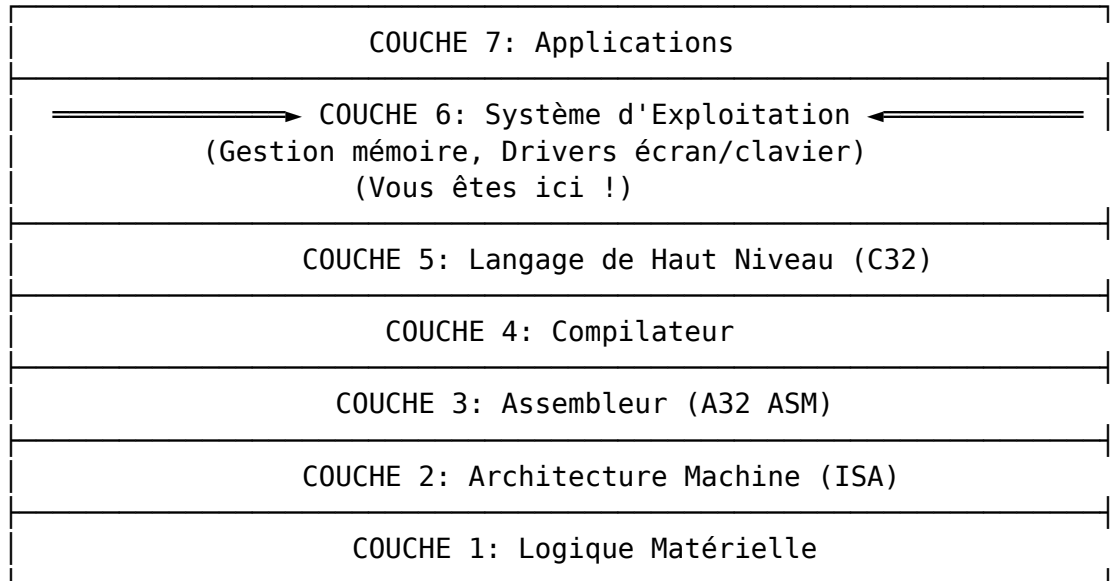 COUCHE 7: Applications
COUCHE 6: Système d'Exploitation
(Gestion mémoire, Drivers écran/clavier)
(Vous êtes ici !)
COUCHE 5: Langage de Haut Niveau (C32)
COUCHE 4: Compilateur
COUCHE 3: Assembleur (A32 ASM)
COUCHE 2: Architecture Machine (ISA)
COUCHE 1: Logique Matérielle